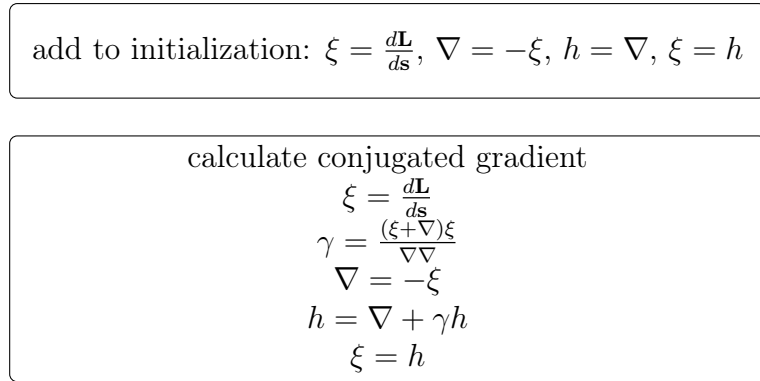 add to initialization: ξ = d𝐋/d𝐬, ∇ = −ξ, h = ∇, ξ = h
calculate conjugated gradient
ξ = d𝐋/d𝐬
γ = (ξ+∇)ξ/∇∇
∇ = −ξ
h = ∇ + γh
ξ = h